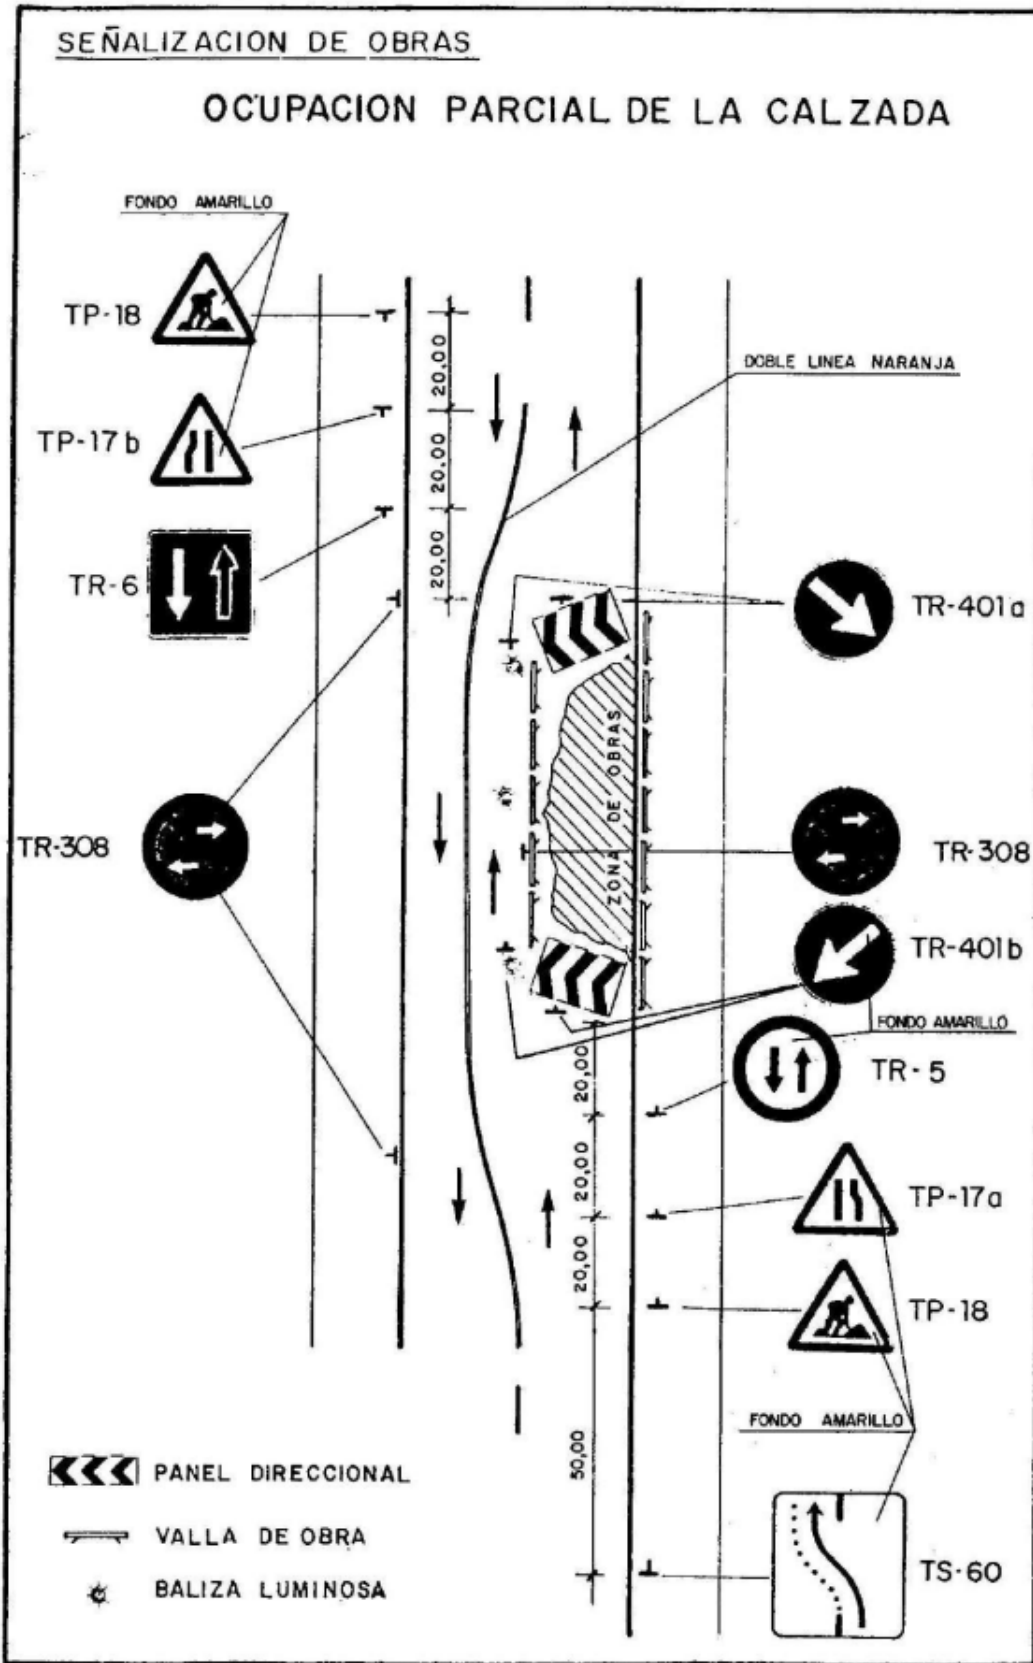 SEÑALIZACION DE OBRAS
OCUPACION PARCIAL DE LA CALZADA
FONDO AMARILLO
TP-18
TP-17b
TR-6
TR-308
20,00
20,00
20,00
DOBLE LINEA NARANJA
TR-401a
ZONA DE OBRAS
TR-308
TR-401b
FONDO AMARILLO
TR-5
20,00
20,00
20,00
TP-17a
TP-18
FONDO AMARILLO
50,00
TS-60
PANEL DIRECCIONAL
VALLA DE OBRA
BALIZA LUMINOSA